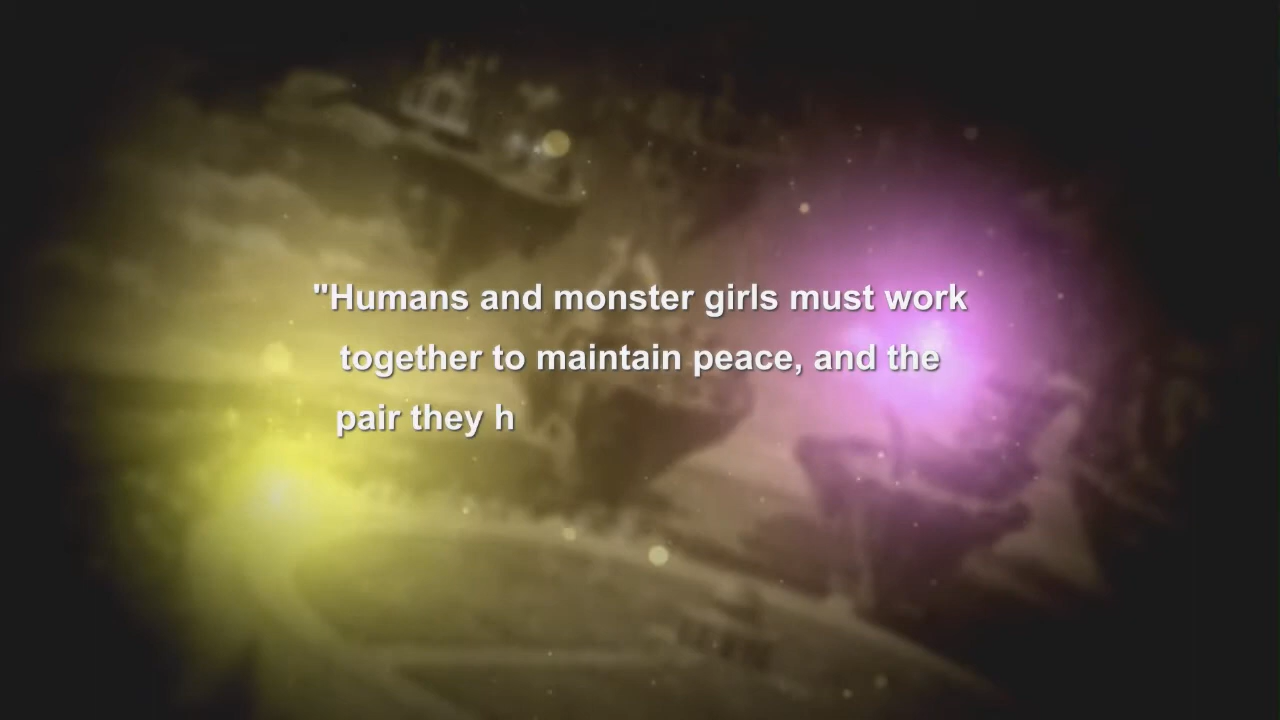 "Humans and monster girls must work
together to maintain peace, and the
pair they h